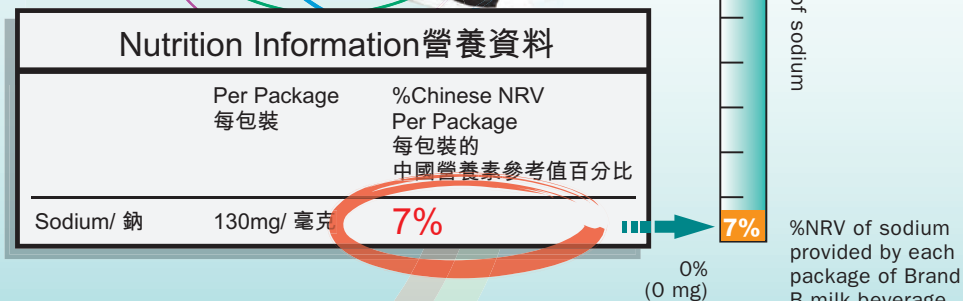 of sodium
Nutrition Information營養資料
Per Package
每包裝
%Chinese NRV
Per Package
每包裝的
中國營養素參考值百分比
Sodium/ 鈉 130mg/ 毫克 7%
7%
0%
(0 mg)
%NRV of sodium
provided by each
package of Brand
B milk beverage